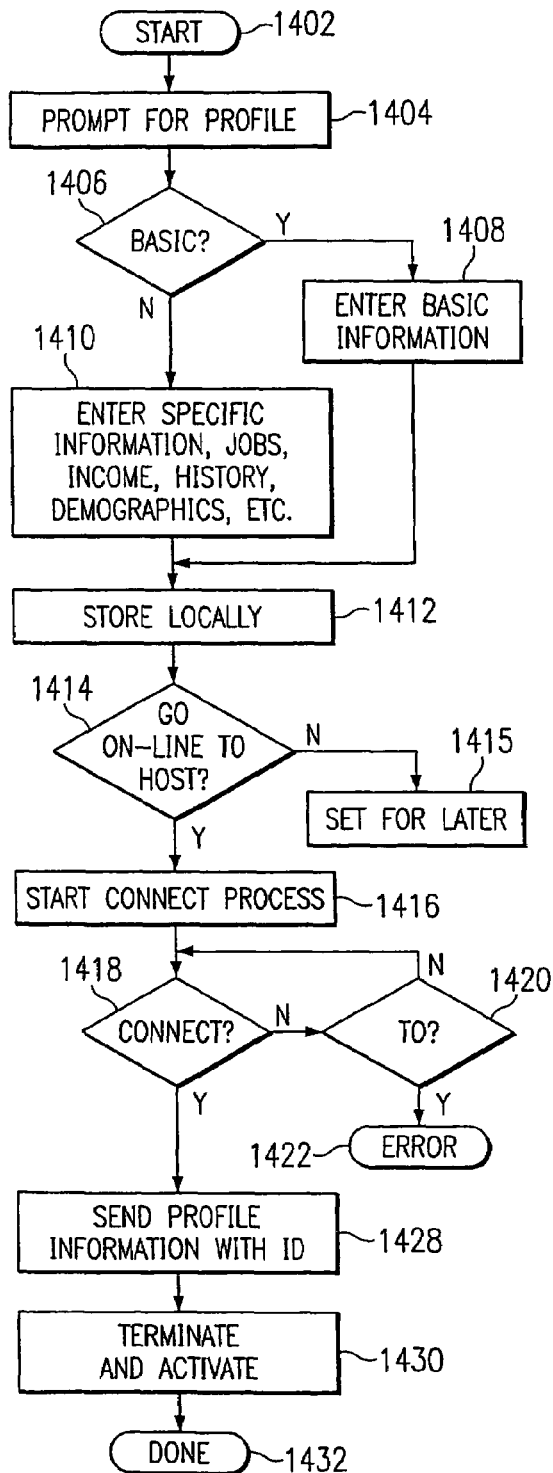 START
1402
PROMPT FOR PROFILE
1404
1406
BASIC?
Y
N
1408
ENTER BASIC
INFORMATION
1410
ENTER SPECIFIC
INFORMATION, JOBS,
INCOME, HISTORY,
DEMOGRAPHICS, ETC.
STORE LOCALLY
1412
1414
GO
ON-LINE TO
HOST?
N
Y
1415
SET FOR LATER
START CONNECT PROCESS
1416
1418
CONNECT?
N
Y
1420
TO?
N
Y
1422
ERROR
SEND PROFILE
INFORMATION WITH ID
1428
TERMINATE
AND ACTIVATE
1430
DONE
1432